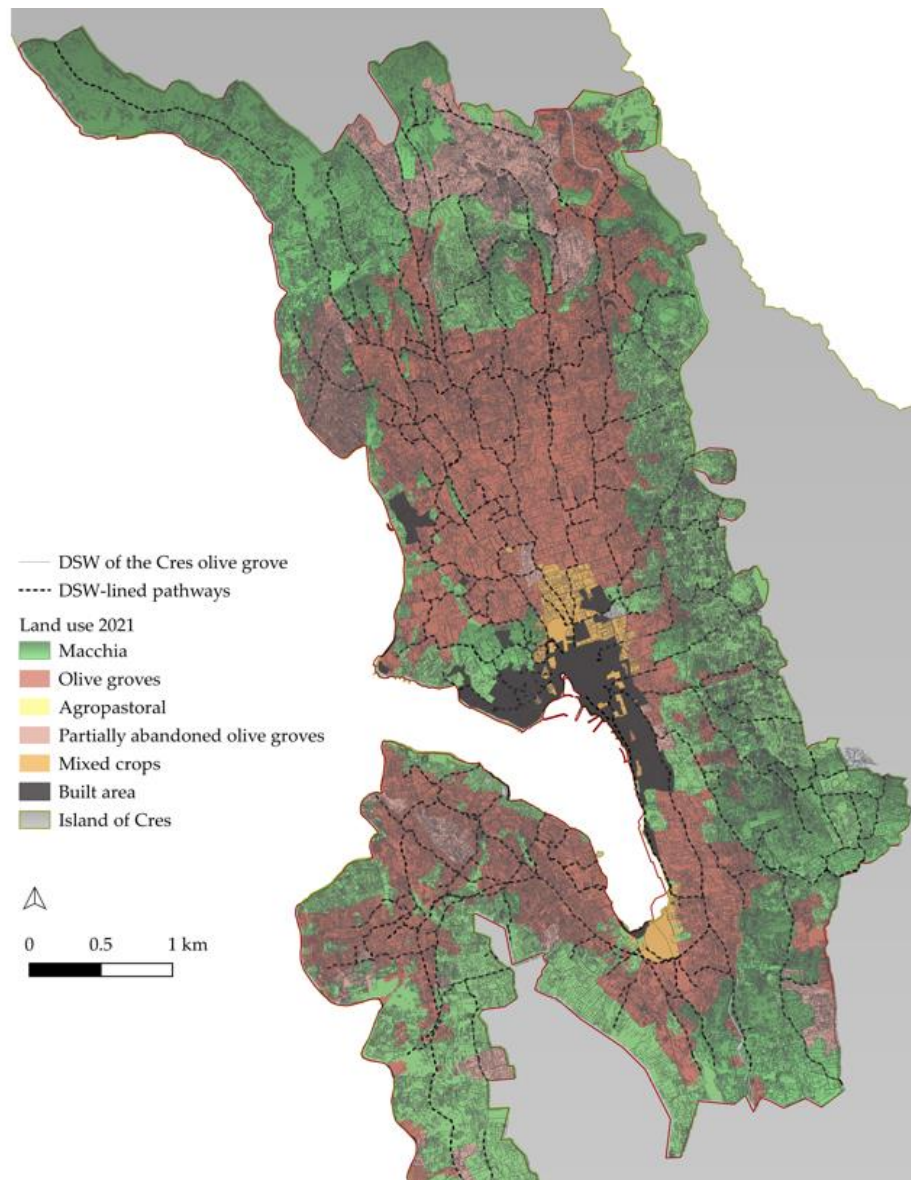 DSW of the Cres olive grove
DSW-lined pathways
Land use 2021
Macchia
Olive groves
Agropastoral
Partially abandoned olive groves
Mixed crops
Built area
Island of Cres
0 0.5 1 km